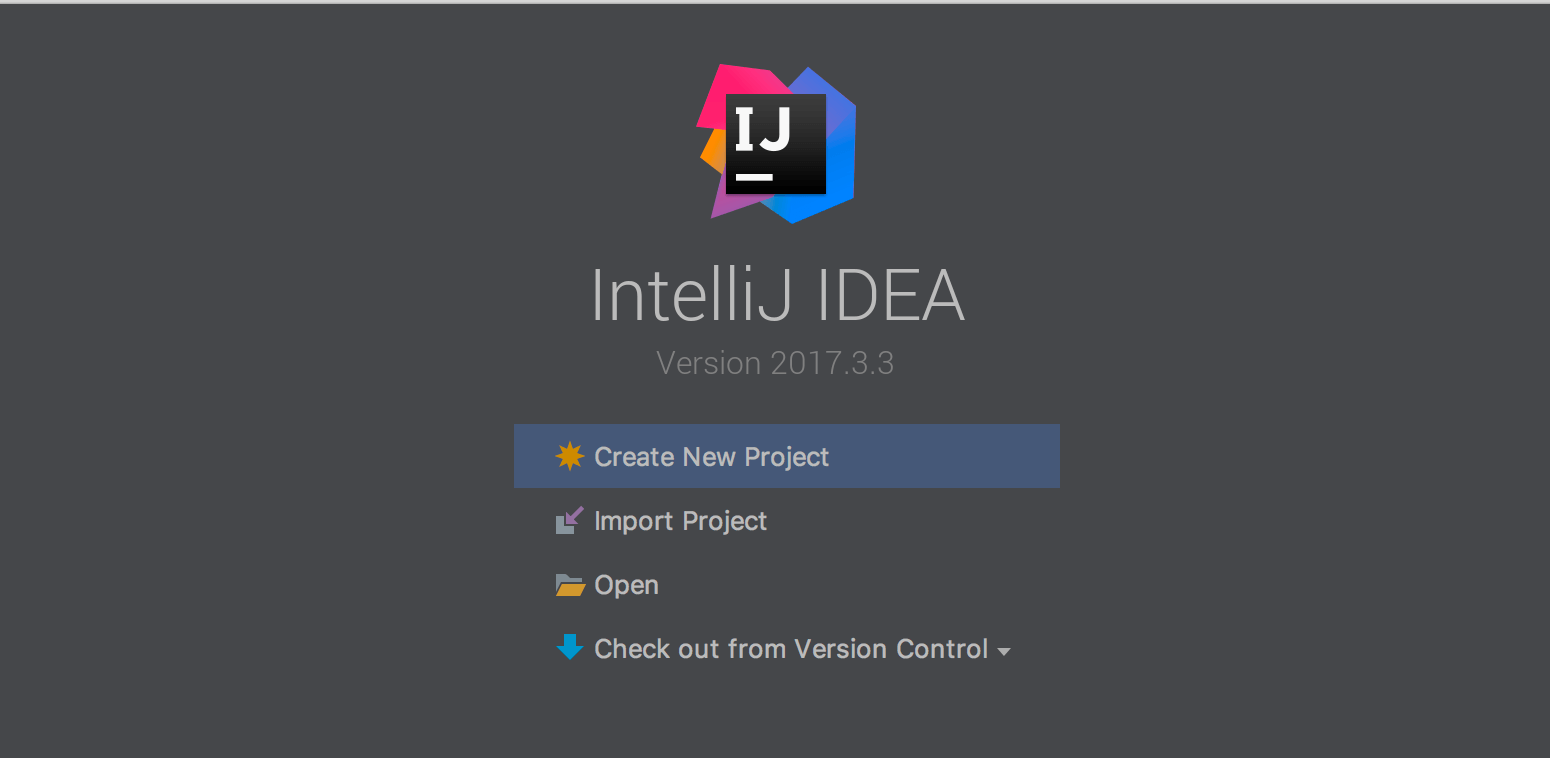 IJ
IntelliJ IDEA
Version 2017.3.3
Create New Project
Import Project
Open
Check out from Version Control